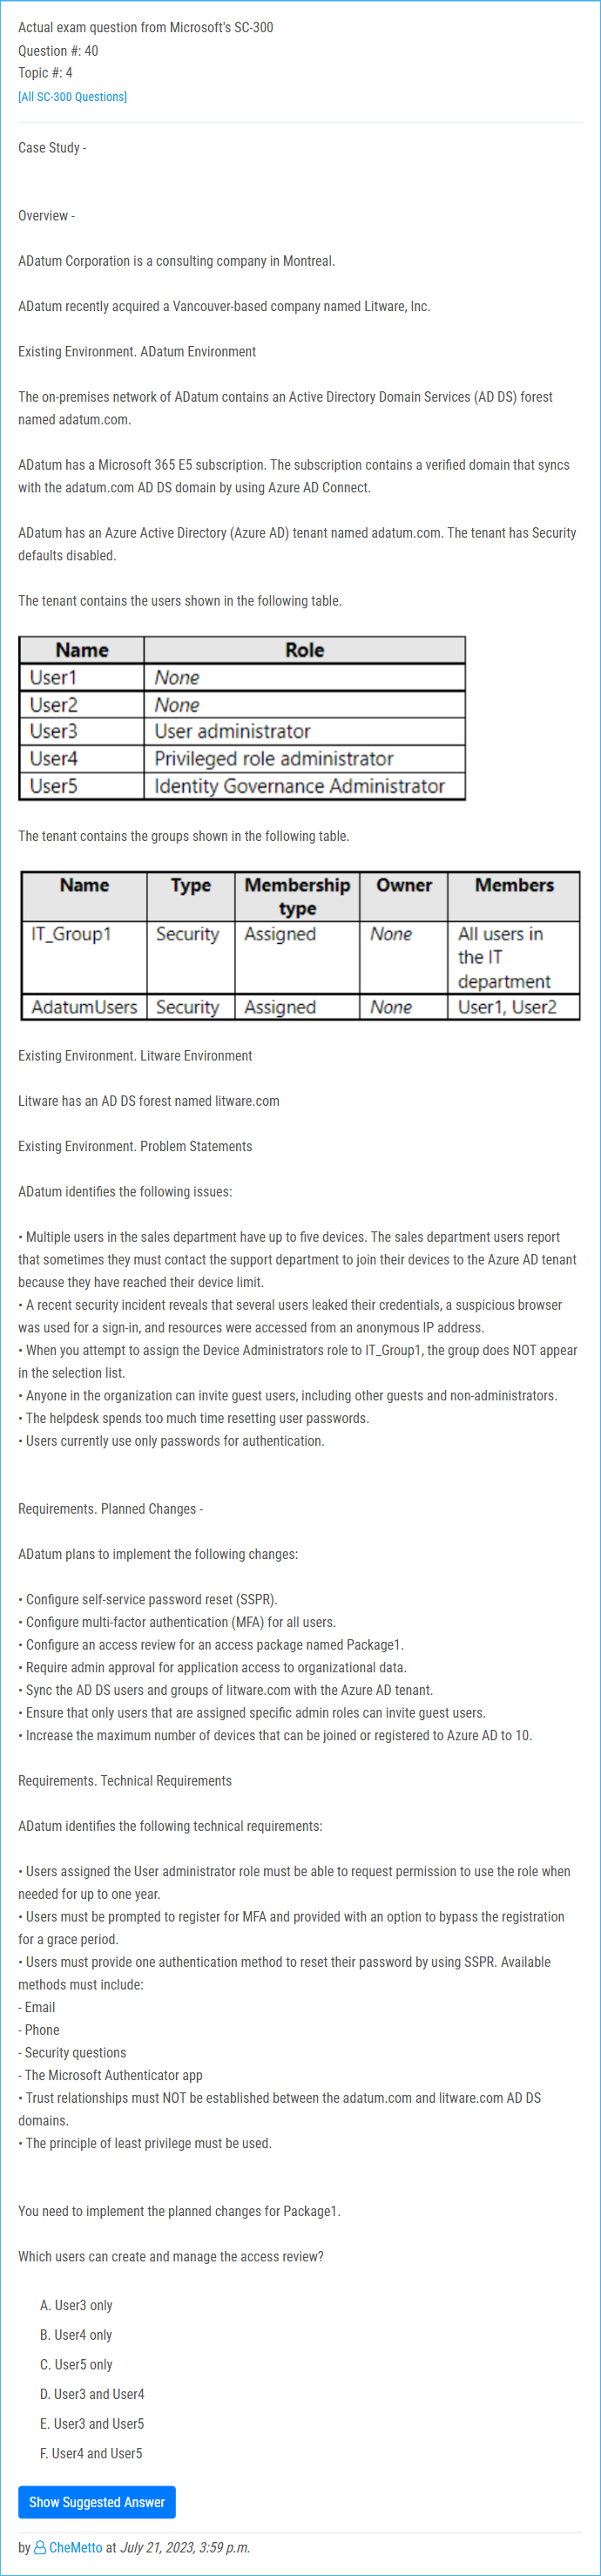 Actual exam question from Microsoft's SC-300
Question #: 40
Topic #: 4
[All SC-300 Questions]
Case Study -
Overview -
ADatum Corporation is a consulting company in Montreal.
ADatum recently acquired a Vancouver-based company named Litware, Inc.
Existing Environment. ADatum Environment
The on-premises network of ADatum contains an Active Directory Domain Services (AD DS) forest
named adatum.com.
ADatum has a Microsoft 365 E5 subscription. The subscription contains a verified domain that syncs
with the adatum.com AD DS domain by using Azure AD Connect.
ADatum has an Azure Active Directory (Azure AD) tenant named adatum.com. The tenant has Security
defaults disabled.
The tenant contains the users shown in the following table.
Name Role
User1 None
User2 None
User3 User administrator
User4 Privileged role administrator
User5 Identity Governance Administrator
The tenant contains the groups shown in the following table.
Name Type Membership Owner Members
type
IT_Group1 Security Assigned None All users in
the IT
department
AdatumUsers Security Assigned None User1, User2
Existing Environment. Litware Environment
Litware has an AD DS forest named litware.com
Existing Environment. Problem Statements
ADatum identifies the following issues:
• Multiple users in the sales department have up to five devices. The sales department users report
that sometimes they must contact the support department to join their devices to the Azure AD tenant
because they have reached their device limit.
• A recent security incident reveals that several users leaked their credentials, a suspicious browser
was used for a sign-in, and resources were accessed from an anonymous IP address.
• When you attempt to assign the Device Administrators role to IT_Group1, the group does NOT appear
in the selection list.
• Anyone in the organization can invite guest users, including other guests and non-administrators.
• The helpdesk spends too much time resetting user passwords.
• Users currently use only passwords for authentication.
Requirements. Planned Changes -
ADatum plans to implement the following changes:
• Configure self-service password reset (SSPR).
• Configure multi-factor authentication (MFA) for all users.
• Configure an access review for an access package named Package1.
• Require admin approval for application access to organizational data.
• Sync the AD DS users and groups of litware.com with the Azure AD tenant.
• Ensure that only users that are assigned specific admin roles can invite guest users.
• Increase the maximum number of devices that can be joined or registered to Azure AD to 10.
Requirements. Technical Requirements
ADatum identifies the following technical requirements:
• Users assigned the User administrator role must be able to request permission to use the role when
needed for up to one year.
• Users must be prompted to register for MFA and provided with an option to bypass the registration
for a grace period.
• Users must provide one authentication method to reset their password by using SSPR. Available
methods must include:
- Email
- Phone
- Security questions
- The Microsoft Authenticator app
• Trust relationships must NOT be established between the adatum.com and litware.com AD DS
domains.
• The principle of least privilege must be used.
You need to implement the planned changes for Package1.
Which users can create and manage the access review?
A. User3 only
B. User4 only
C. User5 only
D. User3 and User4
E. User3 and User5
F. User4 and User5
Show Suggested Answer
by CheMetto at July 21, 2023, 3:59 p.m.